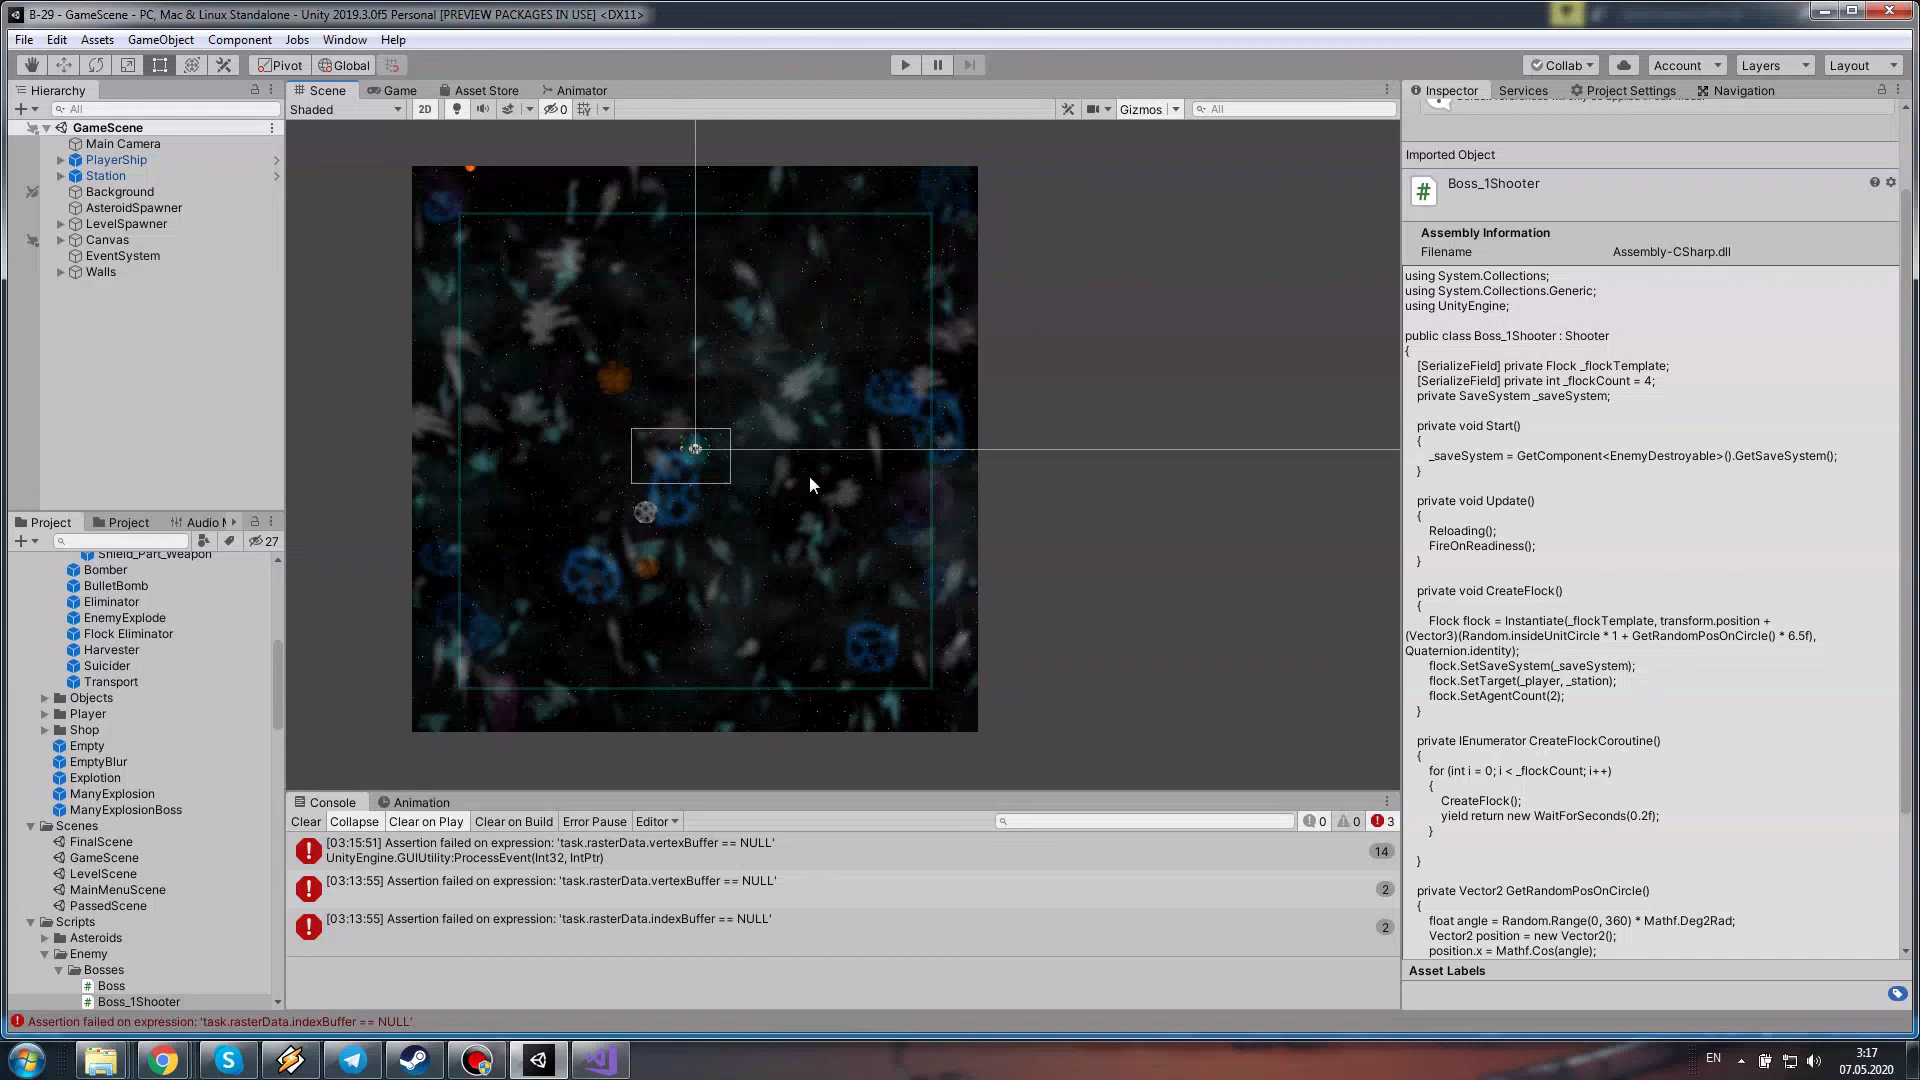 B-29 - GameScene - PC, Mac & Linux Standalone - Unity 2019.3.0f5 Personal [PREVIEW PACKAGES IN USE] <DX11>
File Edit Assets GameObject Component Jobs Window Help
Pivot Global Collab Account Layers Layout
Hierarchy
All
GameScene
Main Camera
PlayerShip
Station
Background
AsteroidSpawner
LevelSpawner
Canvas
EventSystem
Walls
Scene Game Asset Store Animator
Shaded 2D 0 Gizmos All
Project Project Audio M
27
Shield_Part_Weapon
Bomber
BulletBomb
Eliminator
EnemyExplode
Flock Eliminator
Harvester
Suicider
Transport
Objects
Player
Shop
Empty
EmptyBlur
Explotion
ManyExplosion
ManyExplosionBoss
Scenes
FinalScene
GameScene
LevelScene
MainMenuScene
PassedScene
Scripts
Asteroids
Enemy
Bosses
Boss
Boss_1Shooter
Console Animation
Clear Collapse Clear on Play Clear on Build Error Pause Editor 0 0 3
[03:15:51] Assertion failed on expression: 'task.rasterData.vertexBuffer == NULL'
UnityEngine.GUIUtility:ProcessEvent(Int32, IntPtr)
14
[03:13:55] Assertion failed on expression: 'task.rasterData.vertexBuffer == NULL'
2
[03:13:55] Assertion failed on expression: 'task.rasterData.indexBuffer == NULL'
2
Inspector Services Project Settings Navigation
Imported Object
Boss_1Shooter
Assembly Information
Filename Assembly-CSharp.dll
using System.Collections;
using System.Collections.Generic;
using UnityEngine;
public class Boss_1Shooter : Shooter
{
[SerializeField] private Flock _flockTemplate;
[SerializeField] private int _flockCount = 4;
private SaveSystem _saveSystem;
private void Start()
{
_saveSystem = GetComponent<EnemyDestroyable>().GetSaveSystem();
}
private void Update()
{
Reloading();
FireOnReadiness();
}
private void CreateFlock()
{
Flock flock = Instantiate(_flockTemplate, transform.position +
(Vector3)(Random.insideUnitCircle * 1 + GetRandomPosOnCircle() * 6.5f),
Quaternion.identity);
flock.SetSaveSystem(_saveSystem);
flock.SetTarget(_player, _station);
flock.SetAgentCount(2);
}
private IEnumerator CreateFlockCoroutine()
{
for (int i = 0; i < _flockCount; i++)
{
CreateFlock();
yield return new WaitForSeconds(0.2f);
}
}
private Vector2 GetRandomPosOnCircle()
{
float angle = Random.Range(0, 360) * Mathf.Deg2Rad;
Vector2 position = new Vector2();
position.x = Mathf.Cos(angle);
Asset Labels
Assertion failed on expression: 'task.rasterData.indexBuffer == NULL'
EN
3:17
07.05.2020